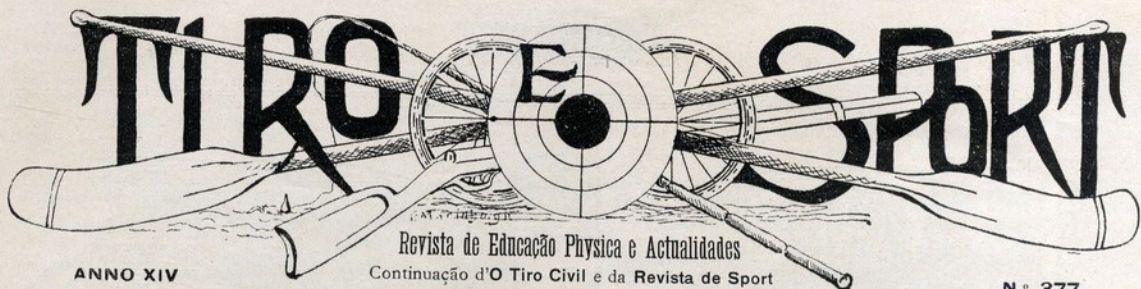 TIRO E SPORT
Revista de Educação Physica e Actualidades
ANNO XIV
Continuação d'O Tiro Civil e da Revista de Sport
N.º 377